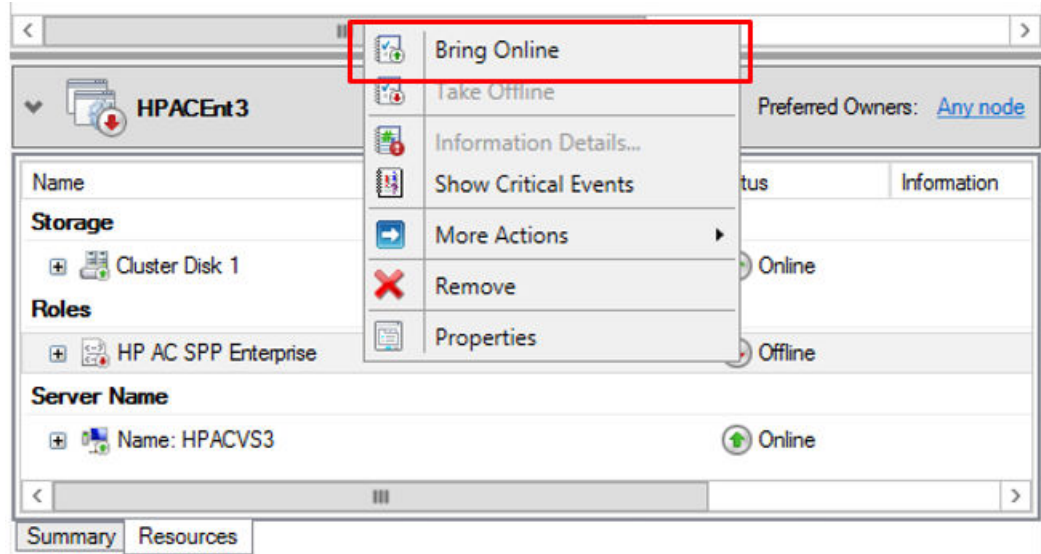 Bring Online
Take Offline
HPACEnt3
Preferred Owners: Any node
Information Details...
Show Critical Events
Name
tus
Information
Storage
More Actions
Cluster Disk 1
Online
Remove
Roles
Properties
HP AC SPP Enterprise
Offline
Server Name
Name: HPACVS3
Online
Summary
Resources